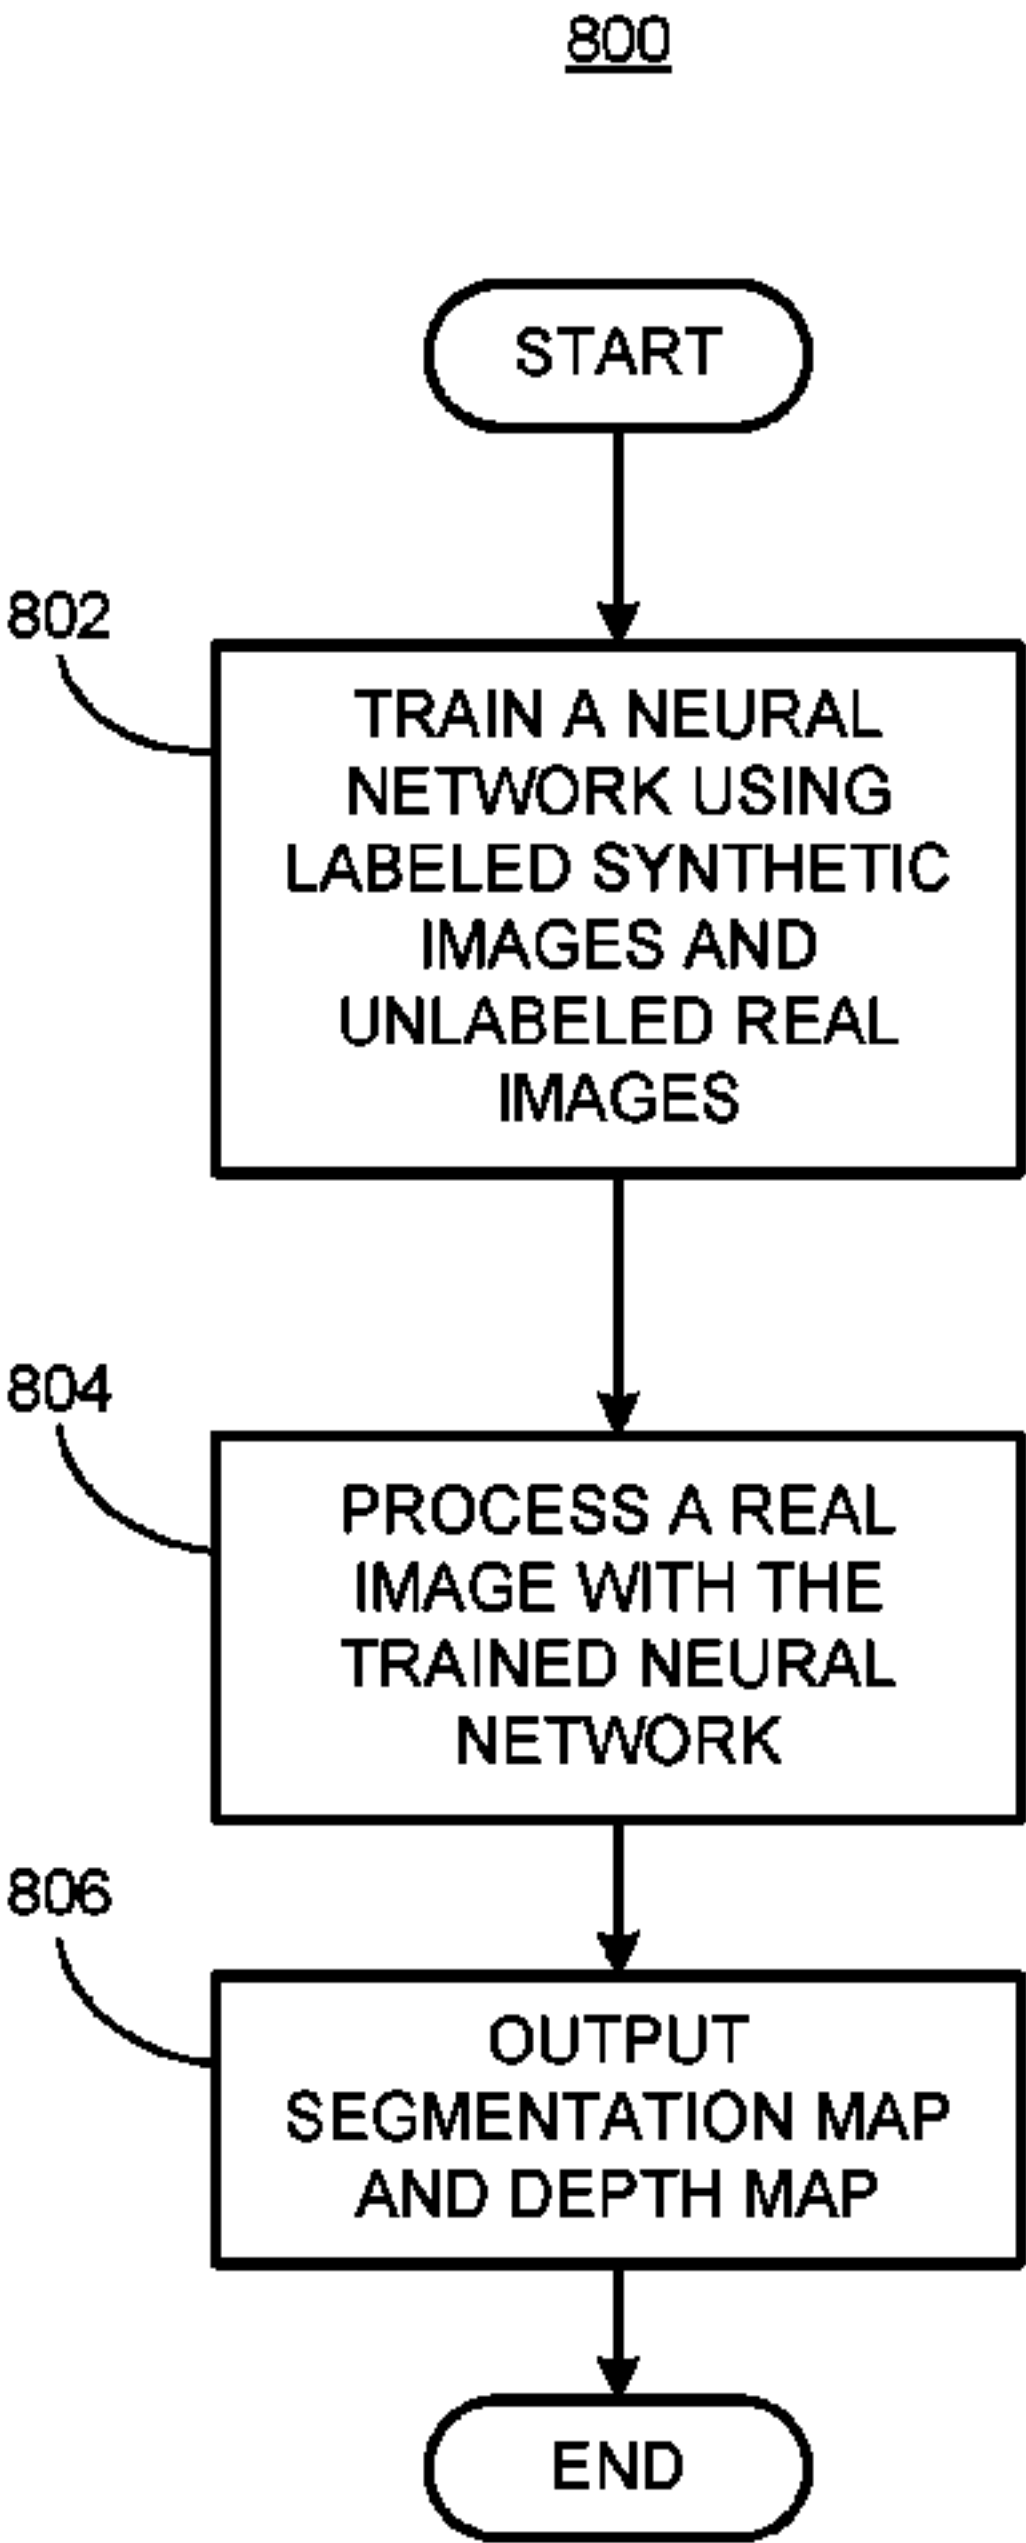 800
START
802
TRAIN A NEURAL
NETWORK USING
LABELED SYNTHETIC
IMAGES AND
UNLABELED REAL
IMAGES
804
PROCESS A REAL
IMAGE WITH THE
TRAINED NEURAL
NETWORK
806
OUTPUT
SEGMENTATION MAP
AND DEPTH MAP
END